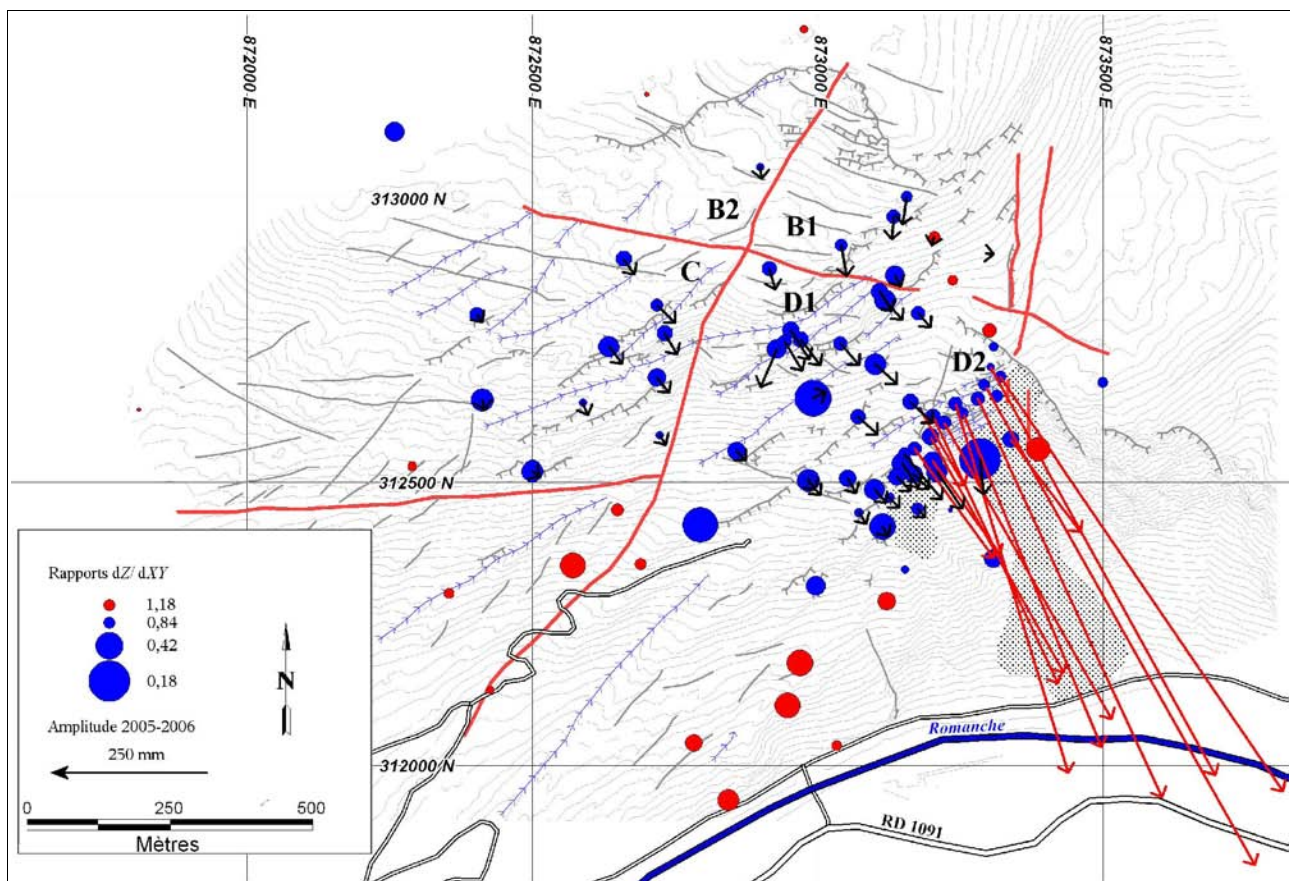 872000 E
872500 E
873000 E
873500 E
313000 N
B2
B1
C
D1
D2
312500 N
Rapports dZ/ dXY
1,18
0,84
0,42
0,18
N
Amplitude 2005-2006
250 mm
0 250 500
Mètres
312000 N
Romanche
RD 1091